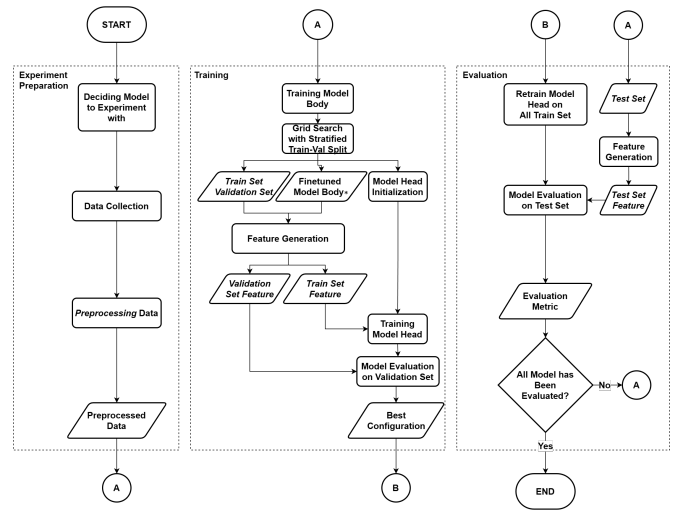 START
Experiment
Preparation
Deciding Model
to Experiment
with
Data Collection
Preprocessing Data
Preprocessed
Data
A
A
Training
Training Model
Body
Grid Search
with Stratified
Train-Val Split
Train Set
Validation Set
Finetuned
Model Body*
Model Head
Initialization
Feature Generation
Validation
Set Feature
Train Set
Feature
Training
Model Head
Model Evaluation
on Validation Set
Best
Configuration
B
B
A
Evaluation
Retrain Model
Head on
All Train Set
Test Set
Feature
Generation
Model Evaluation
on Test Set
Test Set
Feature
Evaluation
Metric
All Model has
Been
Evaluated?
No
A
Yes
END